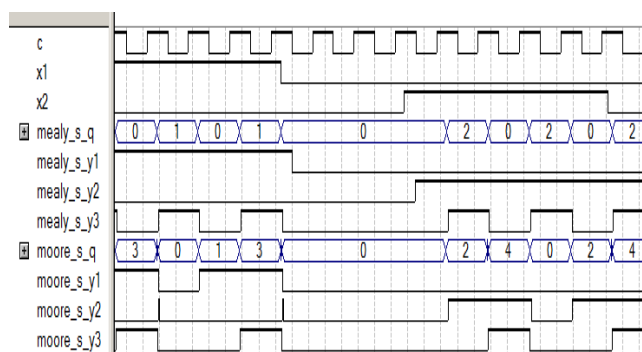 c
x1
x2
mealy_s_q 0 1 0 1 0 2 0 2 0 2
mealy_s_y1
mealy_s_y2
mealy_s_y3
moore_s_q 3 0 1 3 0 2 4 0 2 4
moore_s_y1
moore_s_y2
moore_s_y3